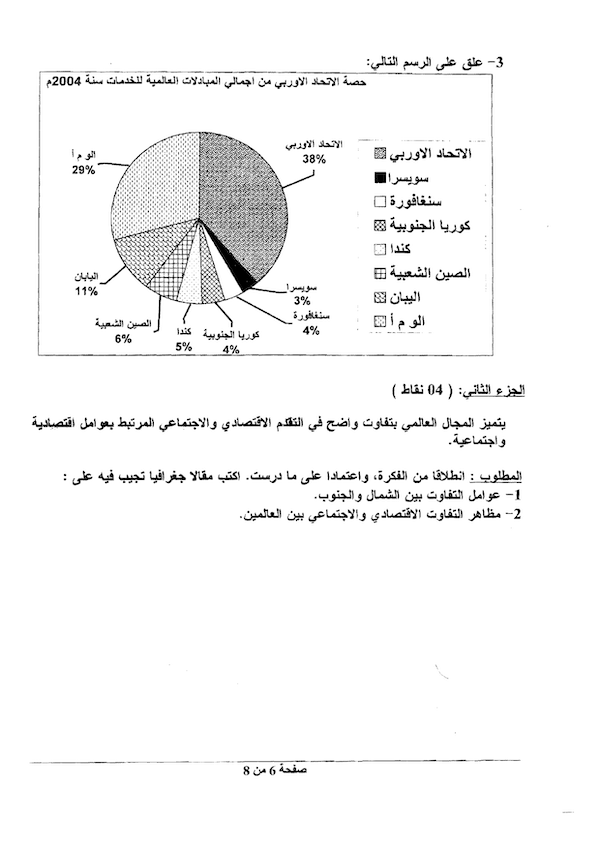 3- علق على الرسم التالي:
حصة الاتحاد الاوربي من اجمالي المبادلات العالمية للخدمات سنة 2004م
الاتحاد الاوربي
38%
الو م أ
29%
اليابان
11%
الصين الشعبية
6%
كندا
5%
كوريا الجنوبية
4%
سنغافورة
4%
سويسرا
3%
الاتحاد الاوربي
سويسرا
سنغافورة
كوريا الجنوبية
كندا
الصين الشعبية
اليبان
الو م أ
الجزء الثاني: ( 04 نقاط )
يتميز المجال العالمي بتفاوت واضح في التقدم الاقتصادي والاجتماعي المرتبط بعوامل اقتصادية
واجتماعية.
المطلوب : انطلاقا من الفكرة، واعتمادا على ما درست. اكتب مقالا جغرافيا تجيب فيه على :
1- عوامل التفاوت بين الشمال والجنوب.
2- مظاهر التفاوت الاقتصادي والاجتماعي بين العالمين.
صفحة 6 من 8